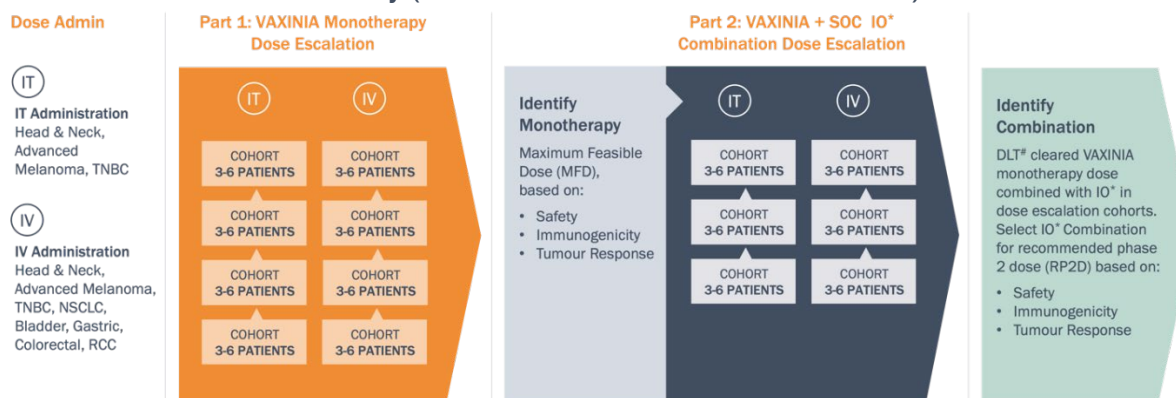 Dose Admin
IT
IT Administration
Head & Neck,
Advanced
Melanoma, TNBC
IV
IV Administration
Head & Neck,
Advanced Melanoma,
TNBC, NSCLC,
Bladder, Gastric,
Colorectal, RCC
Part 1: VAXINIA Monotherapy
Dose Escalation
IT
IV
COHORT
3-6 PATIENTS
COHORT
3-6 PATIENTS
COHORT
3-6 PATIENTS
COHORT
3-6 PATIENTS
COHORT
3-6 PATIENTS
COHORT
3-6 PATIENTS
COHORT
3-6 PATIENTS
COHORT
3-6 PATIENTS
Identify
Monotherapy
Maximum Feasible
Dose (MFD),
based on:
• Safety
• Immunogenicity
• Tumour Response
Part 2: VAXINIA + SOC IO*
Combination Dose Escalation
IT
IV
COHORT
3-6 PATIENTS
COHORT
3-6 PATIENTS
COHORT
3-6 PATIENTS
COHORT
3-6 PATIENTS
COHORT
3-6 PATIENTS
COHORT
3-6 PATIENTS
Identify
Combination
DLT# cleared VAXINIA
monotherapy dose
combined with IO* in
dose escalation cohorts.
Select IO* Combination
for recommended phase
2 dose (RP2D) based on:
• Safety
• Immunogenicity
• Tumour Response